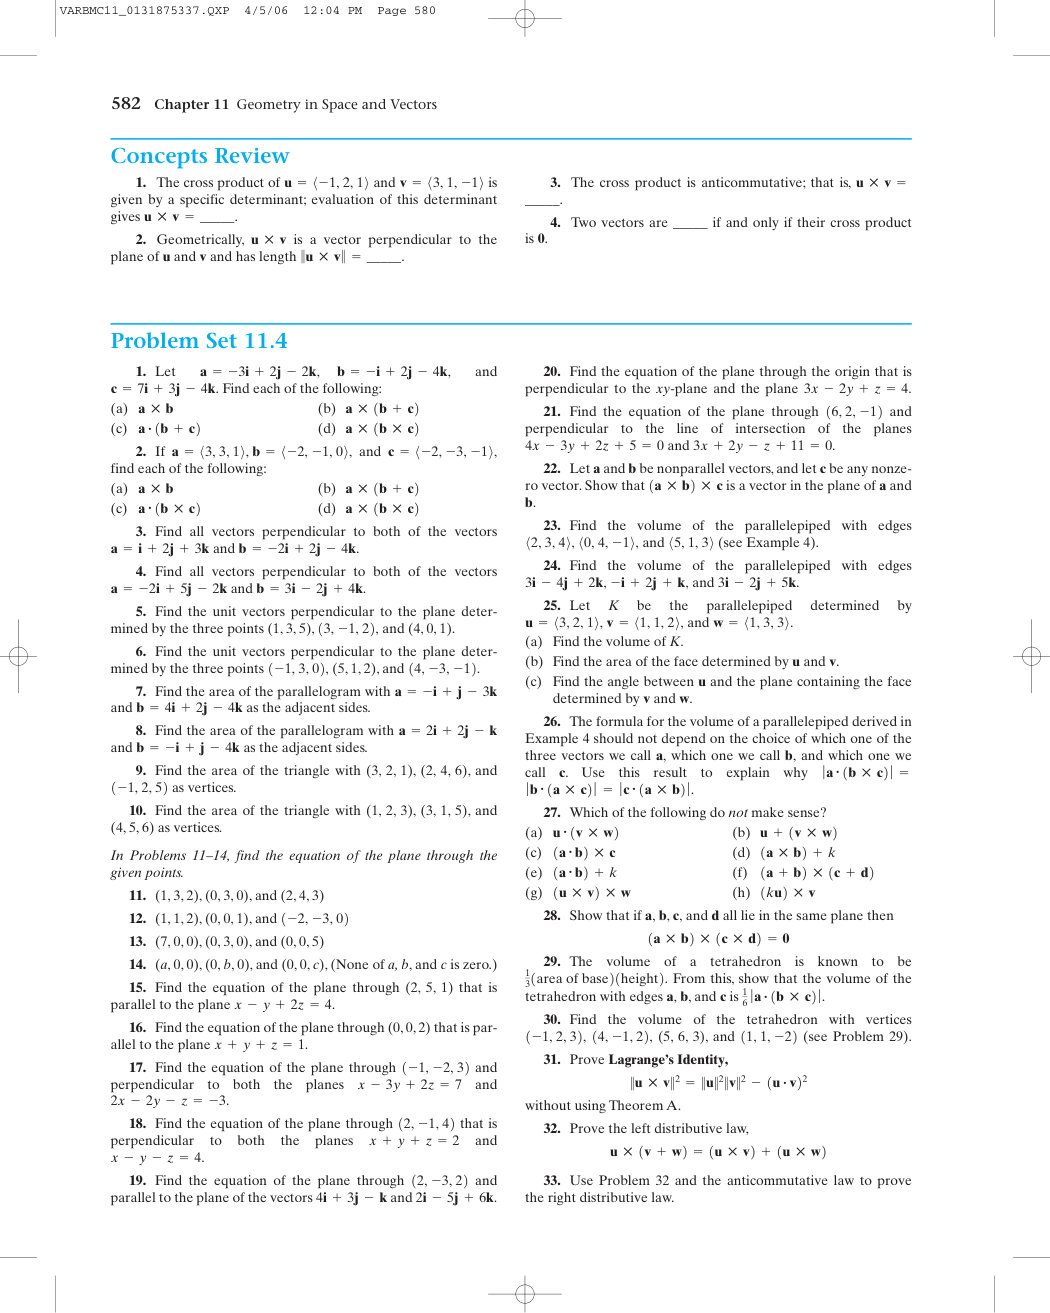 VARBMC11_0131875337.QXP 4/5/06 12:04 PM Page 580
582 Chapter 11 Geometry in Space and Vectors
Concepts Review
1. The cross product of u = ⟨−1, 2, 1⟩ and v = ⟨3, 1, −1⟩ is
given by a specific determinant; evaluation of this determinant
gives u × v = _____.
2. Geometrically, u × v is a vector perpendicular to the
plane of u and v and has length ‖u × v‖ = _____.
3. The cross product is anticommutative; that is, u × v =
_____.
4. Two vectors are _____ if and only if their cross product
is 0.
Problem Set 11.4
1. Let a = −3i + 2j − 2k, b = −i + 2j − 4k, and
c = 7i + 3j − 4k. Find each of the following:
(a) a × b (b) a × (b + c)
(c) a · (b + c) (d) a × (b × c)
2. If a = ⟨3, 3, 1⟩, b = ⟨−2, −1, 0⟩, and c = ⟨−2, −3, −1⟩,
find each of the following:
(a) a × b (b) a × (b + c)
(c) a · (b × c) (d) a × (b × c)
3. Find all vectors perpendicular to both of the vectors
a = i + 2j + 3k and b = −2i + 2j − 4k.
4. Find all vectors perpendicular to both of the vectors
a = −2i + 5j − 2k and b = 3i − 2j + 4k.
5. Find the unit vectors perpendicular to the plane deter-
mined by the three points (1, 3, 5), (3, −1, 2), and (4, 0, 1).
6. Find the unit vectors perpendicular to the plane deter-
mined by the three points (−1, 3, 0), (5, 1, 2), and (4, −3, −1).
7. Find the area of the parallelogram with a = −i + j − 3k
and b = 4i + 2j − 4k as the adjacent sides.
8. Find the area of the parallelogram with a = 2i + 2j − k
and b = −i + j − 4k as the adjacent sides.
9. Find the area of the triangle with (3, 2, 1), (2, 4, 6), and
(−1, 2, 5) as vertices.
10. Find the area of the triangle with (1, 2, 3), (3, 1, 5), and
(4, 5, 6) as vertices.
In Problems 11–14, find the equation of the plane through the
given points.
11. (1, 3, 2), (0, 3, 0), and (2, 4, 3)
12. (1, 1, 2), (0, 0, 1), and (−2, −3, 0)
13. (7, 0, 0), (0, 3, 0), and (0, 0, 5)
14. (a, 0, 0), (0, b, 0), and (0, 0, c), (None of a, b, and c is zero.)
15. Find the equation of the plane through (2, 5, 1) that is
parallel to the plane x − y + 2z = 4.
16. Find the equation of the plane through (0, 0, 2) that is par-
allel to the plane x + y + z = 1.
17. Find the equation of the plane through (−1, −2, 3) and
perpendicular to both the planes x − 3y + 2z = 7 and
2x − 2y − z = −3.
18. Find the equation of the plane through (2, −1, 4) that is
perpendicular to both the planes x + y + z = 2 and
x − y − z = 4.
19. Find the equation of the plane through (2, −3, 2) and
parallel to the plane of the vectors 4i + 3j − k and 2i − 5j + 6k.
20. Find the equation of the plane through the origin that is
perpendicular to the xy-plane and the plane 3x − 2y + z = 4.
21. Find the equation of the plane through (6, 2, −1) and
perpendicular to the line of intersection of the planes
4x − 3y + 2z + 5 = 0 and 3x + 2y − z + 11 = 0.
22. Let a and b be nonparallel vectors, and let c be any nonze-
ro vector. Show that (a × b) × c is a vector in the plane of a and
b.
23. Find the volume of the parallelepiped with edges
⟨2, 3, 4⟩, ⟨0, 4, −1⟩, and ⟨5, 1, 3⟩ (see Example 4).
24. Find the volume of the parallelepiped with edges
3i − 4j + 2k, −i + 2j + k, and 3i − 2j + 5k.
25. Let K be the parallelepiped determined by
u = ⟨3, 2, 1⟩, v = ⟨1, 1, 2⟩, and w = ⟨1, 3, 3⟩.
(a) Find the volume of K.
(b) Find the area of the face determined by u and v.
(c) Find the angle between u and the plane containing the face
determined by v and w.
26. The formula for the volume of a parallelepiped derived in
Example 4 should not depend on the choice of which one of the
three vectors we call a, which one we call b, and which one we
call c. Use this result to explain why |a · (b × c)| =
|b · (a × c)| = |c · (a × b)|.
27. Which of the following do not make sense?
(a) u · (v × w) (b) u + (v × w)
(c) (a · b) × c (d) (a × b) + k
(e) (a · b) + k (f) (a + b) × (c + d)
(g) (u × v) × w (h) (ku) × v
28. Show that if a, b, c, and d all lie in the same plane then
(a × b) × (c × d) = 0
29. The volume of a tetrahedron is known to be
1/3(area of base)(height). From this, show that the volume of the
tetrahedron with edges a, b, and c is 1/6|a · (b × c)|.
30. Find the volume of the tetrahedron with vertices
(−1, 2, 3), (4, −1, 2), (5, 6, 3), and (1, 1, −2) (see Problem 29).
31. Prove Lagrange's Identity,
‖u × v‖² = ‖u‖²‖v‖² − (u · v)²
without using Theorem A.
32. Prove the left distributive law,
u × (v + w) = (u × v) + (u × w)
33. Use Problem 32 and the anticommutative law to prove
the right distributive law.